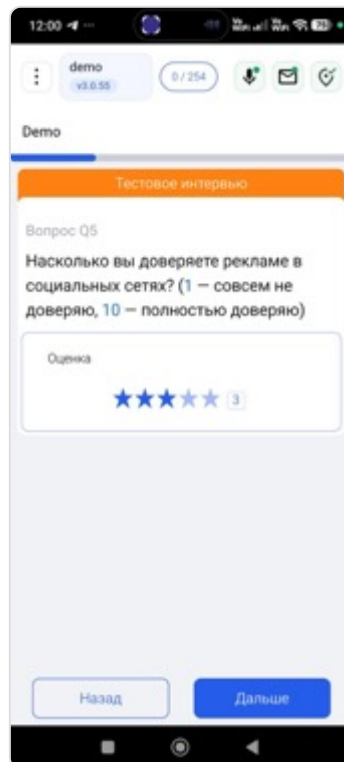 12:00
demo
v3.0.55
0 / 254
Demo
Тестовое интервью
Вопрос Q5
Насколько вы доверяете рекламе в
социальных сетях? (1 — совсем не
доверяю, 10 — полностью доверяю)
Оценка
3
Назад
Дальше